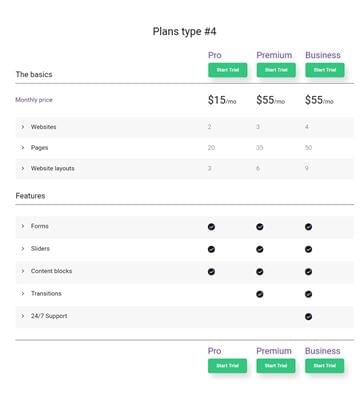 Plans type #4
Pro Premium Business
Start Trial Start Trial Start Trial
The basics
Monthly price $15/mo $55/mo $55/mo
Websites 2 3 4
Pages 20 35 50
Website layouts 3 6 9
Features
Forms
Sliders
Content blocks
Transitions
24/7 Support
Pro Premium Business
Start Trial Start Trial Start Trial